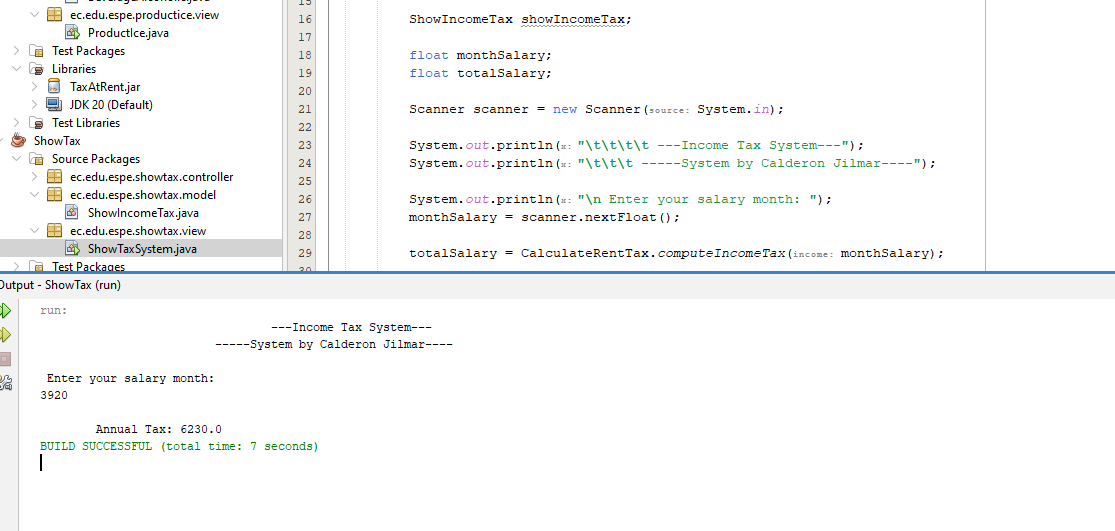 ec.edu.espe.productice.view
ProductIce.java
Test Packages
Libraries
TaxAtRent.jar
JDK 20 (Default)
Test Libraries
ShowTax
Source Packages
ec.edu.espe.showtax.controller
ec.edu.espe.showtax.model
ShowIncomeTax.java
ec.edu.espe.showtax.view
ShowTaxSystem.java
Test Packages
15
16 ShowIncomeTax showIncomeTax;
17
18 float monthSalary;
19 float totalSalary;
20
21 Scanner scanner = new Scanner(source: System.in);
22
23 System.out.println(x: "\t\t\t\t ---Income Tax System---");
24 System.out.println(x: "\t\t\t -----System by Calderon Jilmar----");
25
26 System.out.println(x: "\n Enter your salary month: ");
27 monthSalary = scanner.nextFloat();
28
29 totalSalary = CalculateRentTax.computeIncomeTax(income: monthSalary);
30
Output - ShowTax (run)
run:
---Income Tax System---
-----System by Calderon Jilmar----
Enter your salary month:
3920
Annual Tax: 6230.0
BUILD SUCCESSFUL (total time: 7 seconds)